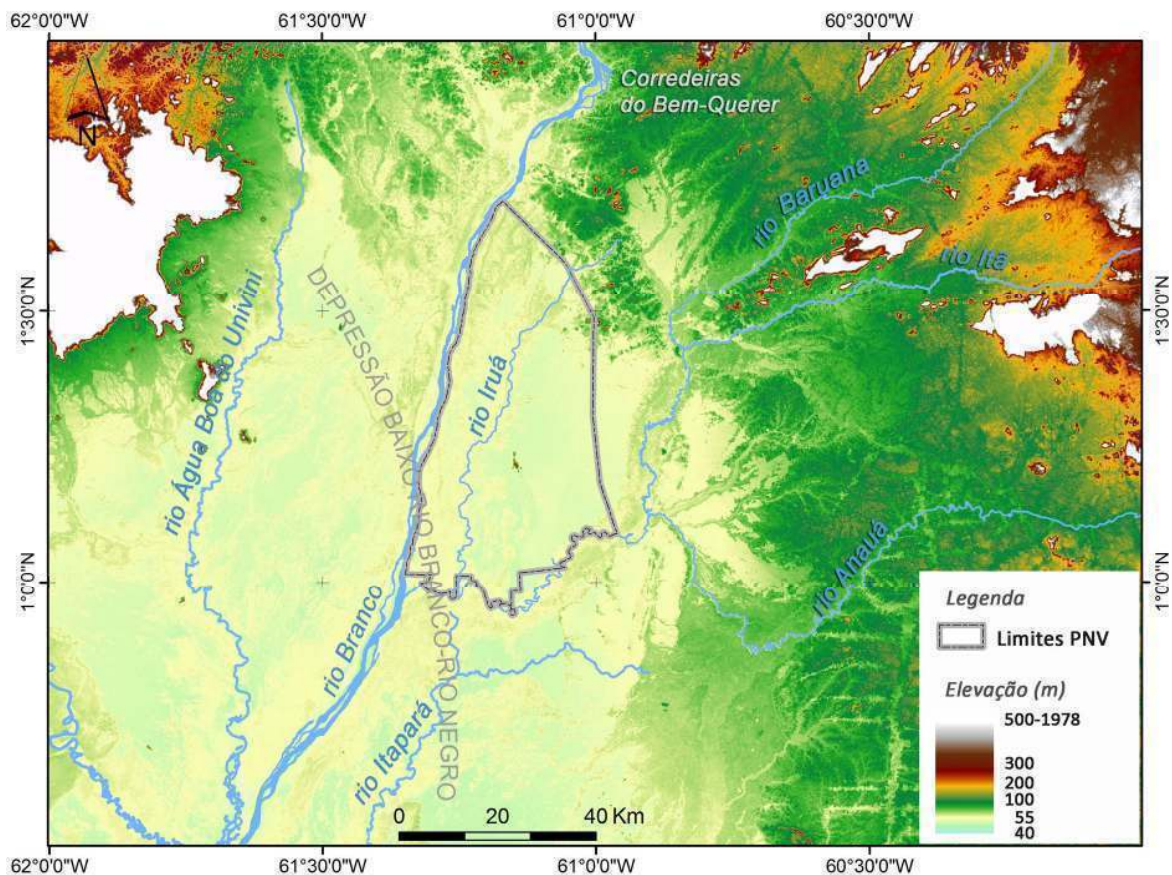 62°0'0"W 61°30'0"W 61°0'0"W 60°30'0"W
Corredeiras
do Bem-Querer
N
rio Baruana
rio Itã
1°30'0"N
1°30'0"N
DEPRESSÃO BAIXO RIO BRANCO-RIO NEGRO
rio Água Boa do Univini
rio Iruá
rio Anauá
1°0'0"N
1°0'0"N
rio Branco
rio Itapará
Legenda
Limites PNV
Elevação (m)
500-1978
300
200
100
55
40
0 20 40 Km
62°0'0"W 61°30'0"W 61°0'0"W 60°30'0"W